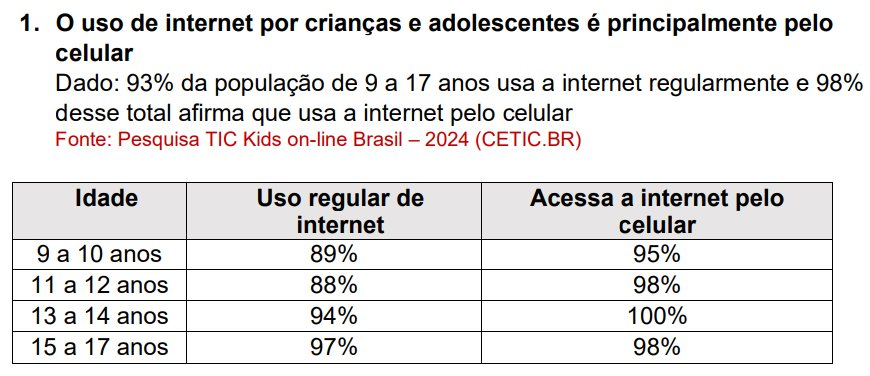 1. O uso de internet por crianças e adolescentes é principalmente pelo
celular
Dado: 93% da população de 9 a 17 anos usa a internet regularmente e 98%
desse total afirma que usa a internet pelo celular
Fonte: Pesquisa TIC Kids on-line Brasil – 2024 (CETIC.BR)
Idade Uso regular de internet Acessa a internet pelo celular
9 a 10 anos 89% 95%
11 a 12 anos 88% 98%
13 a 14 anos 94% 100%
15 a 17 anos 97% 98%